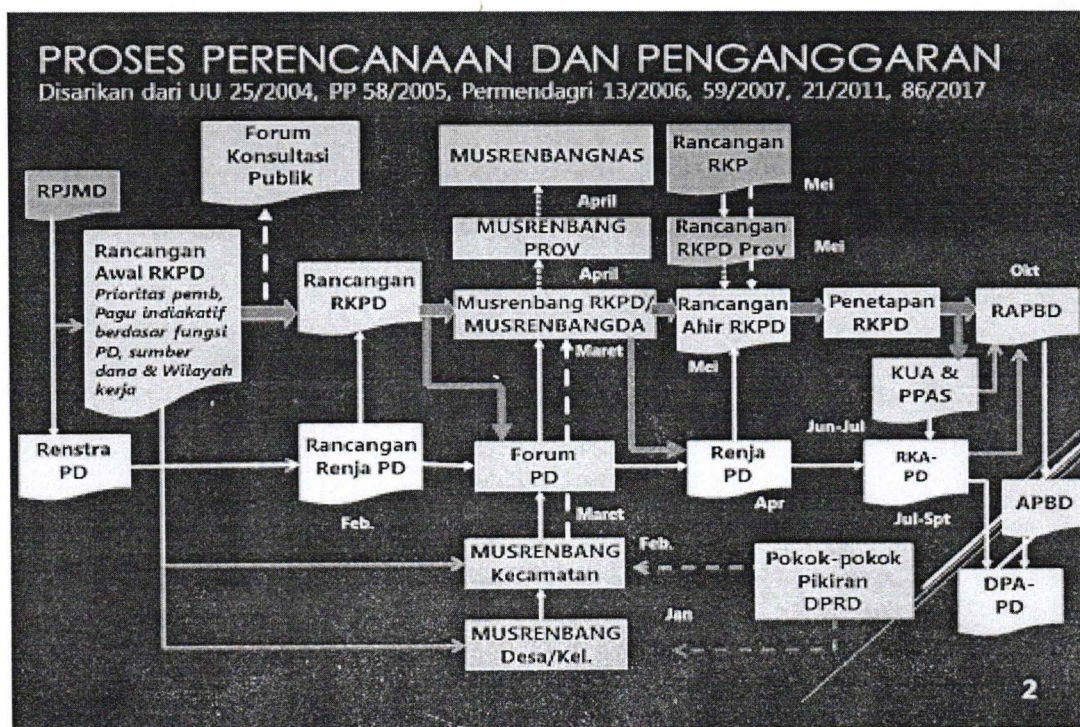 PROSES PERENCANAAN DAN PENGANGGARAN
Disarikan dari UU 25/2004, PP 58/2005, Permendagri 13/2006, 59/2007, 21/2011, 86/2017
Forum
Konsultasi
Publik
MUSRENBANGNAS
Rancangan
RKP
Mei
RPJMD
April
MUSRENBANG
PROV
Rancangan
RKPD Prov
Mei
Rancangan
Awal RKPD
Prioritas pemb,
Pagu indiakatif
berdasar fungsi
PD, sumber
dana & Wilayah
kerja
Rancangan
RKPD
April
Musrenbang RKPD/
MUSRENBANGDA
Rancangan
Ahir RKPD
Penetapan
RKPD
Okt
RAPBD
Maret
Mei
KUA &
PPAS
Jun-Jul
Renstra
PD
Rancangan
Renja PD
Forum
PD
Renja
PD
RKA-
PD
Feb.
Maret
Apr
Jul-Spt
APBD
MUSRENBANG
Kecamatan
Feb.
Pokok-pokok
Pikiran
DPRD
DPA-
PD
Jan
MUSRENBANG
Desa/Kel.
2